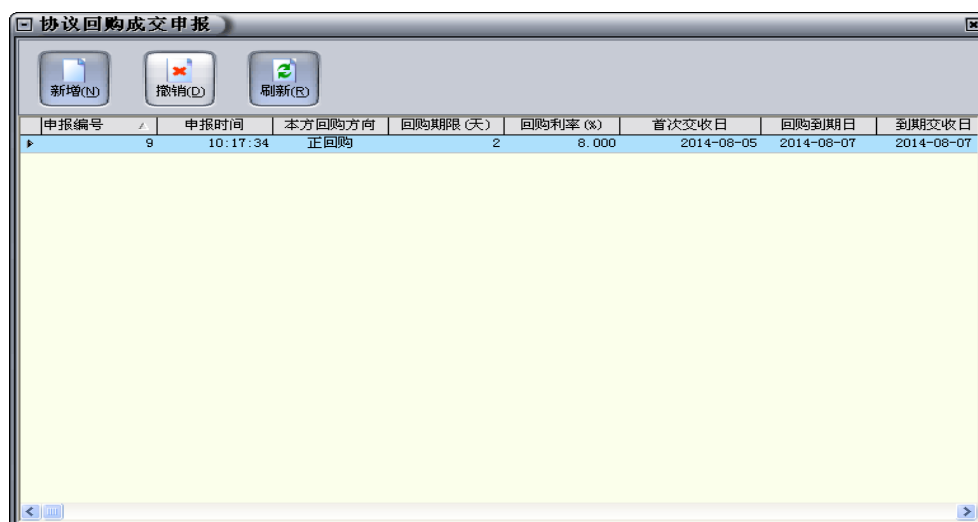 协议回购成交申报
新增(N) 撤销(D) 刷新(R)
申报编号 申报时间 本方回购方向 回购期限(天) 回购利率(%) 首次交收日 回购到期日 到期交收日
9 10:17:34 正回购 2 8.000 2014-08-05 2014-08-07 2014-08-07